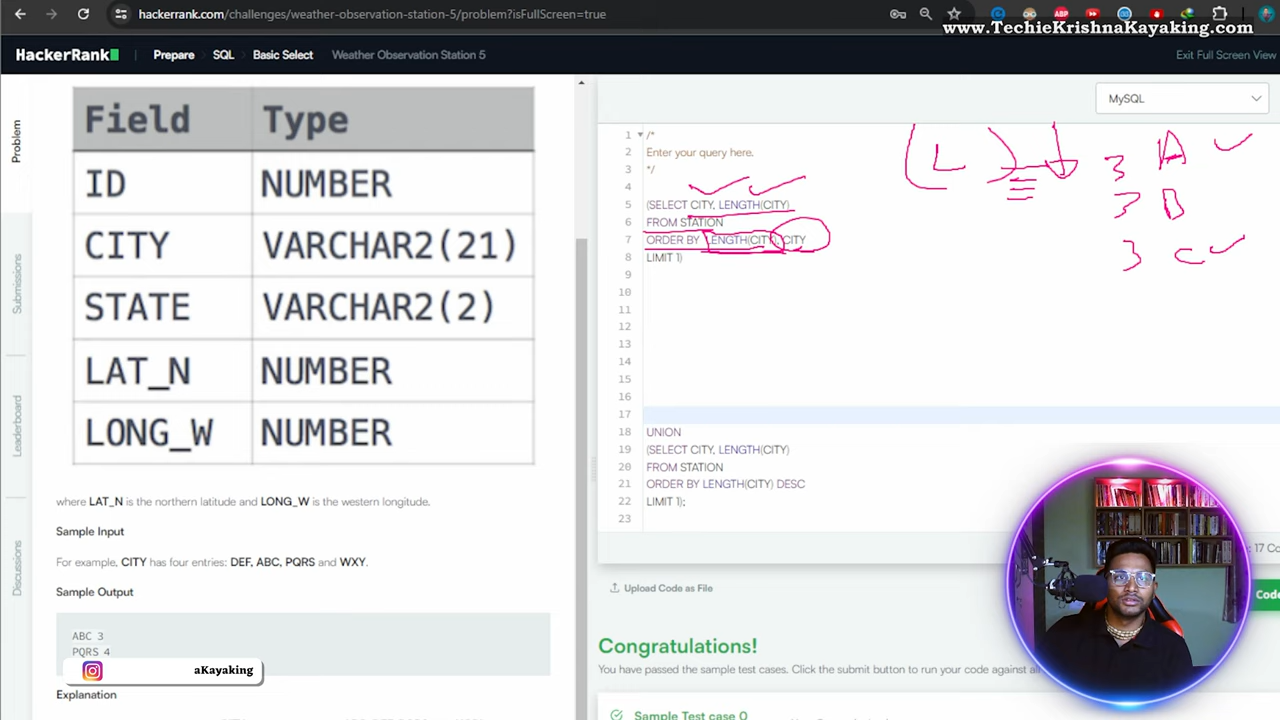 hackerrank.com/challenges/weather-observation-station-5/problem?isFullScreen=true
www.TechieKrishnaKayaking.com
HackerRank
Prepare
SQL
Basic Select
Weather Observation Station 5
Exit Full Screen View
Problem
Submissions
Leaderboard
Discussions
Field Type
ID NUMBER
CITY VARCHAR2(21)
STATE VARCHAR2(2)
LAT_N NUMBER
LONG_W NUMBER
where LAT_N is the northern latitude and LONG_W is the western longitude.
Sample Input
For example, CITY has four entries: DEF, ABC, PQRS and WXY.
Sample Output
ABC 3
PQRS 4
aKayaking
Explanation
MySQL
1 /*
2 Enter your query here.
3 */
4
5 (SELECT CITY, LENGTH(CITY)
6 FROM STATION
7 ORDER BY LENGTH(CITY), CITY
8 LIMIT 1)
9
10
11
12
13
14
15
16
17
18 UNION
19 (SELECT CITY, LENGTH(CITY)
20 FROM STATION
21 ORDER BY LENGTH(CITY) DESC
22 LIMIT 1);
23
L
3 A
3 B
3 C
17 Co
Upload Code as File
Code
Congratulations!
You have passed the sample test cases. Click the submit button to run your code against al
Sample Test case 0